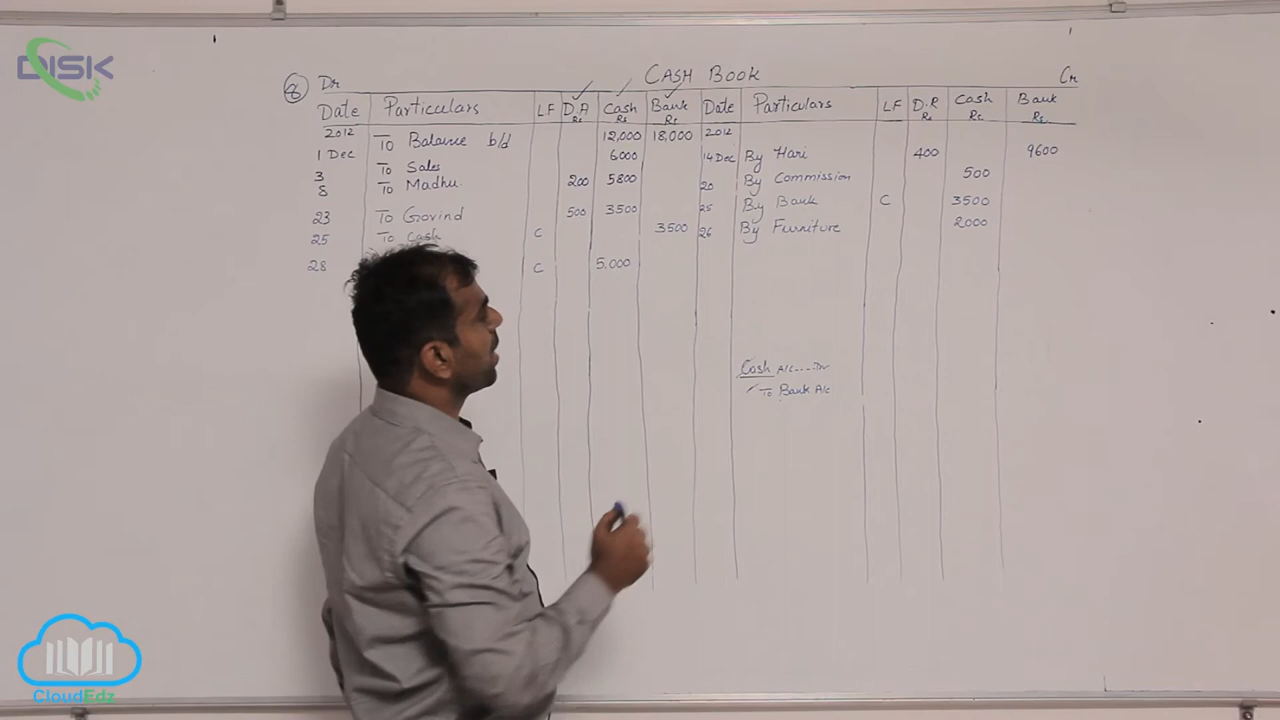 DISK
8 Dr CASH BOOK Cr
Date Particulars LF D.A Rs Cash Rs Bank Rs Date Particulars LF D.R Rs Cash Rs. Bank Rs.
2012 To Balance b/d 12,000 18,000 2012
1 Dec 6000 14 Dec By Hari 400 9600
3 To Sales
8 To Madhu. 200 5800 20 By Commission 500
23 To Govind 500 3500 25 By Bank C 3500
25 To Cash C 3500 26 By Furniture 2000
28 C 5.000
Cash A/c....Dr
To Bank A/c
CloudEdz